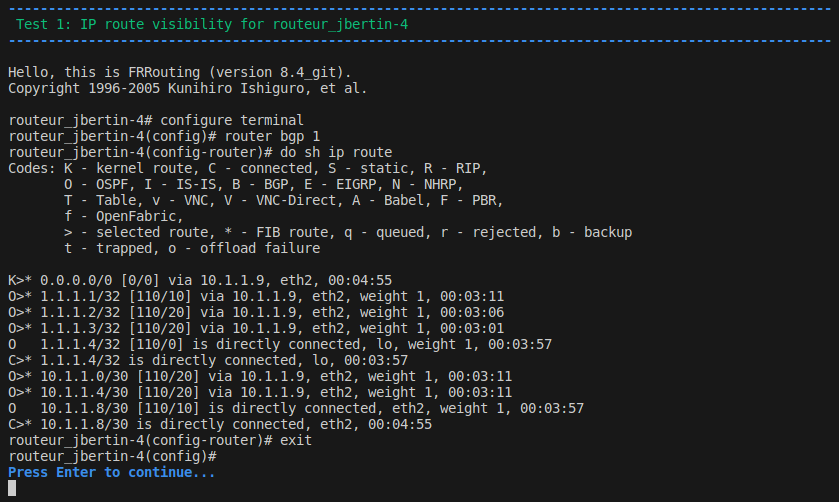 Test 1: IP route visibility for routeur_jbertin-4
Hello, this is FRRouting (version 8.4_git).
Copyright 1996-2005 Kunihiro Ishiguro, et al.
routeur_jbertin-4# configure terminal
routeur_jbertin-4(config)# router bgp 1
routeur_jbertin-4(config-router)# do sh ip route
Codes: K - kernel route, C - connected, S - static, R - RIP,
       O - OSPF, I - IS-IS, B - BGP, E - EIGRP, N - NHRP,
       T - Table, v - VNC, V - VNC-Direct, A - Babel, F - PBR,
       f - OpenFabric,
       > - selected route, * - FIB route, q - queued, r - rejected, b - backup
       t - trapped, o - offload failure
K>* 0.0.0.0/0 [0/0] via 10.1.1.9, eth2, 00:04:55
O>* 1.1.1.1/32 [110/10] via 10.1.1.9, eth2, weight 1, 00:03:11
O>* 1.1.1.2/32 [110/20] via 10.1.1.9, eth2, weight 1, 00:03:06
O>* 1.1.1.3/32 [110/20] via 10.1.1.9, eth2, weight 1, 00:03:01
O   1.1.1.4/32 [110/0] is directly connected, lo, weight 1, 00:03:57
C>* 1.1.1.4/32 is directly connected, lo, 00:03:57
O>* 10.1.1.0/30 [110/20] via 10.1.1.9, eth2, weight 1, 00:03:11
O>* 10.1.1.4/30 [110/20] via 10.1.1.9, eth2, weight 1, 00:03:11
O   10.1.1.8/30 [110/10] is directly connected, eth2, weight 1, 00:03:57
C>* 10.1.1.8/30 is directly connected, eth2, 00:04:55
routeur_jbertin-4(config-router)# exit
routeur_jbertin-4(config)#
Press Enter to continue...